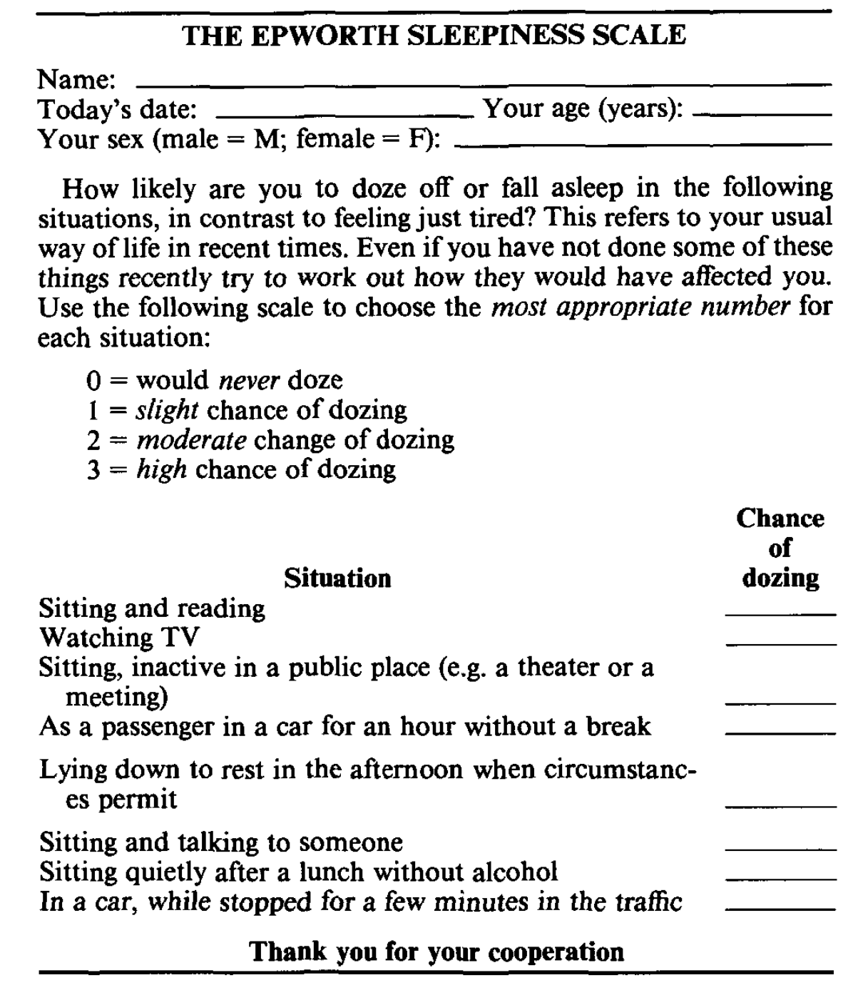 THE EPWORTH SLEEPINESS SCALE
Name:
Today's date: Your age (years):
Your sex (male = M; female = F):
How likely are you to doze off or fall asleep in the following
situations, in contrast to feeling just tired? This refers to your usual
way of life in recent times. Even if you have not done some of these
things recently try to work out how they would have affected you.
Use the following scale to choose the most appropriate number for
each situation:
0 = would never doze
1 = slight chance of dozing
2 = moderate change of dozing
3 = high chance of dozing
Chance
of
Situation dozing
Sitting and reading
Watching TV
Sitting, inactive in a public place (e.g. a theater or a
meeting)
As a passenger in a car for an hour without a break
Lying down to rest in the afternoon when circumstanc-
es permit
Sitting and talking to someone
Sitting quietly after a lunch without alcohol
In a car, while stopped for a few minutes in the traffic
Thank you for your cooperation